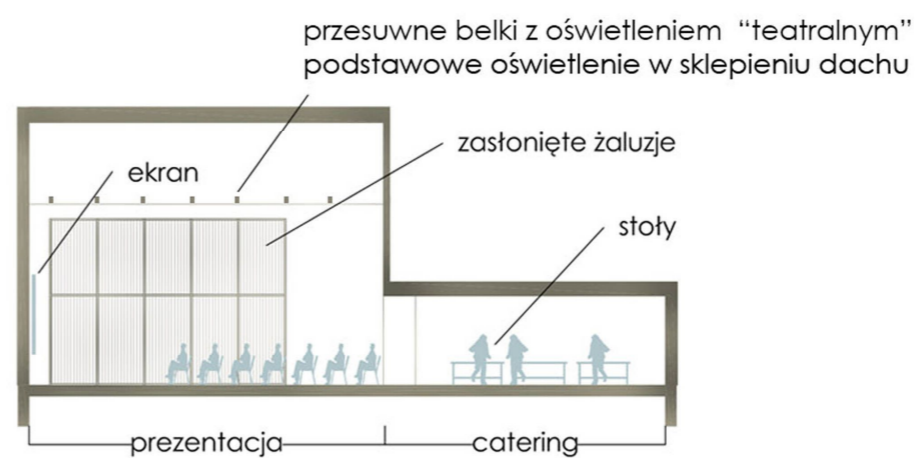 przesuwne belki z oświetleniem “teatralnym”
podstawowe oświetlenie w sklepieniu dachu
zasłonięte żaluzje
ekran
stoły
prezentacja
catering